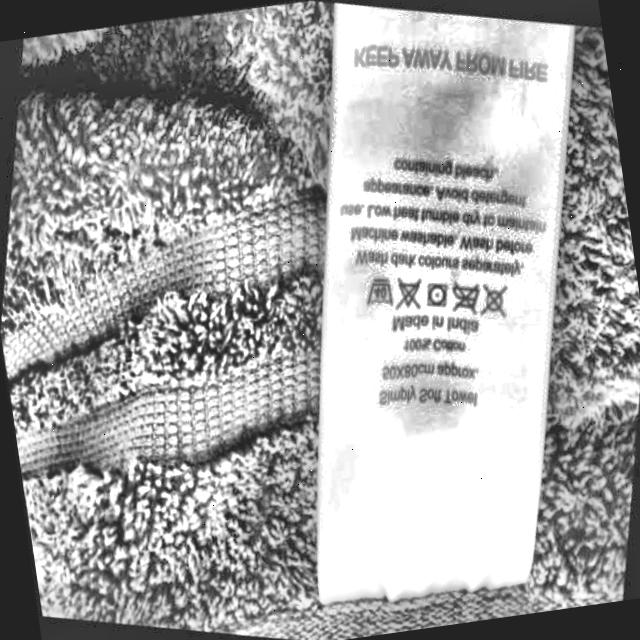 Simply Soft Towel
50X80cm approx.
100% Cotton
Made in India
Wash dark colours separately.
Machine washable. Wash before
use. Low heat tumble dry to maintain
appearance. Avoid detergent
containing bleach.
KEEP AWAY FROM FIRE